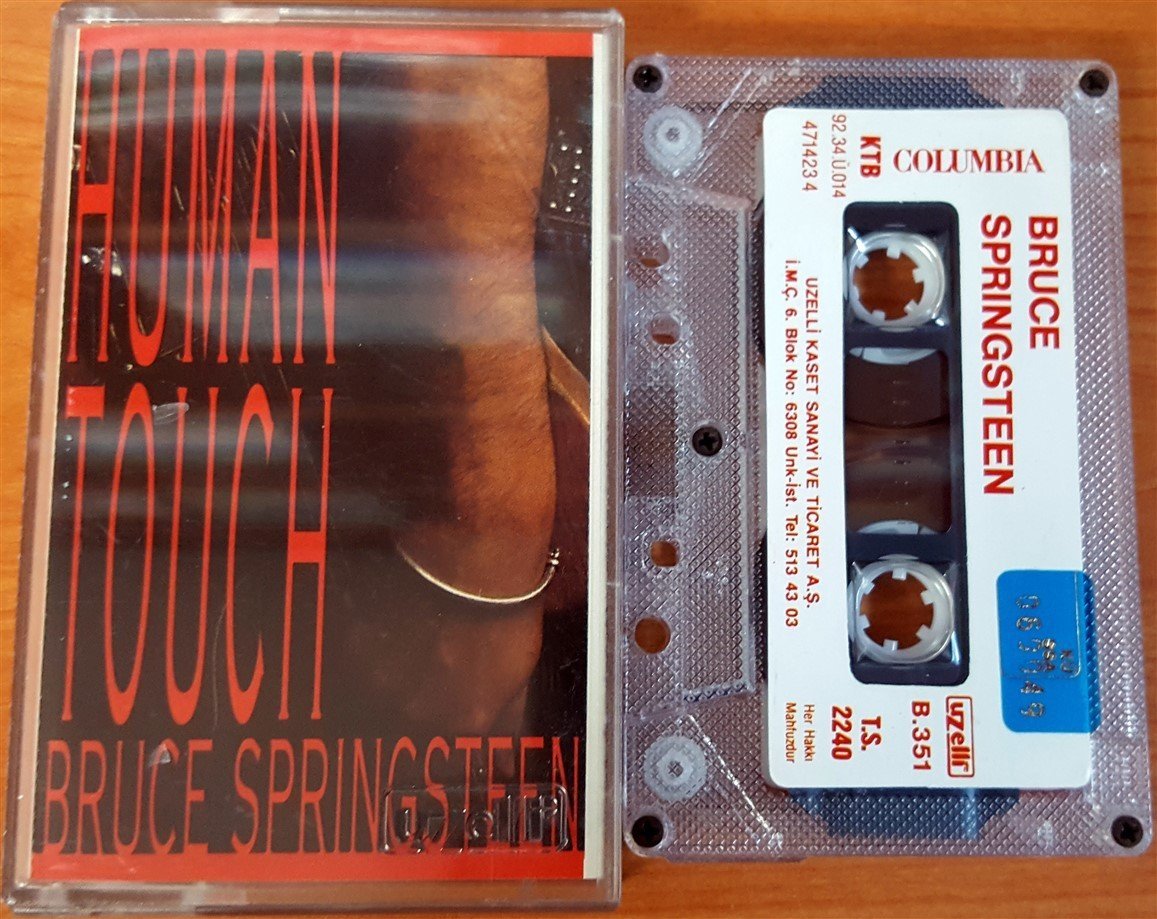 HUMAN
TOUCH
BRUCE SPRINGSTEEN
uzelli
COLUMBIA
KTB
92.34.Ü.014
471423 4
BRUCE
SPRINGSTEEN
UZELLİ KASET SANAYİ VE TİCARET A.Ş.
İ.M.Ç. 6. Blok No: 6308 Unk-İst. Tel: 513 43 03
uzelli
B.351
T.S.
2240
Her Hakkı
Mahfuzdur